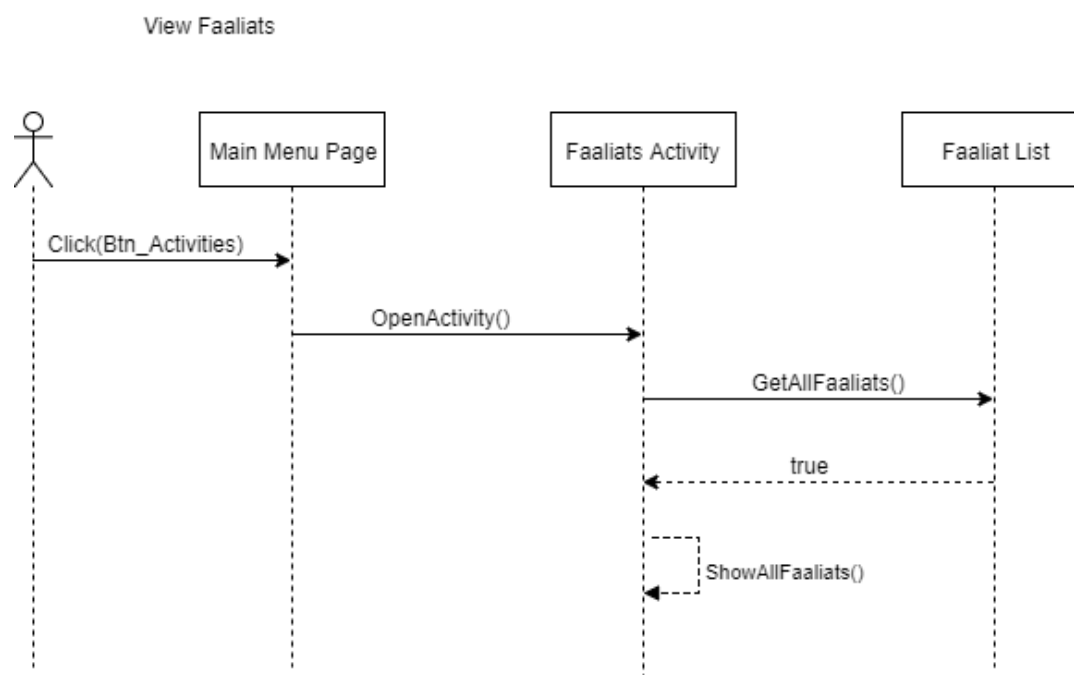 View Faaliats
Main Menu Page
Faaliats Activity
Faaliat List
Click(Btn_Activities)
OpenActivity()
GetAllFaaliats()
true
ShowAllFaaliats()